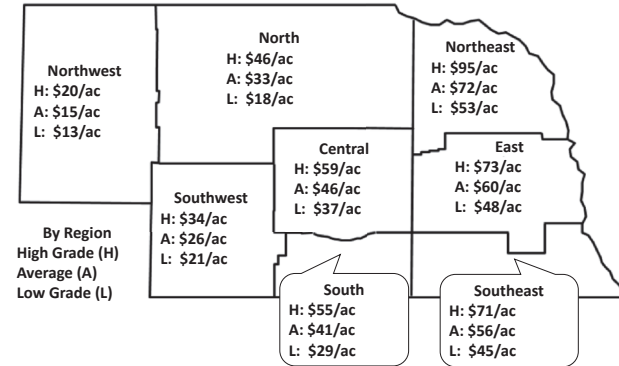 North
H: $46/ac
A: $33/ac
L: $18/ac
Northeast
H: $95/ac
A: $72/ac
L: $53/ac
Northwest
H: $20/ac
A: $15/ac
L: $13/ac
Central
H: $59/ac
A: $46/ac
L: $37/ac
East
H: $73/ac
A: $60/ac
L: $48/ac
Southwest
H: $34/ac
A: $26/ac
L: $21/ac
By Region
High Grade (H)
Average (A)
Low Grade (L)
South
H: $55/ac
A: $41/ac
L: $29/ac
Southeast
H: $71/ac
A: $56/ac
L: $45/ac